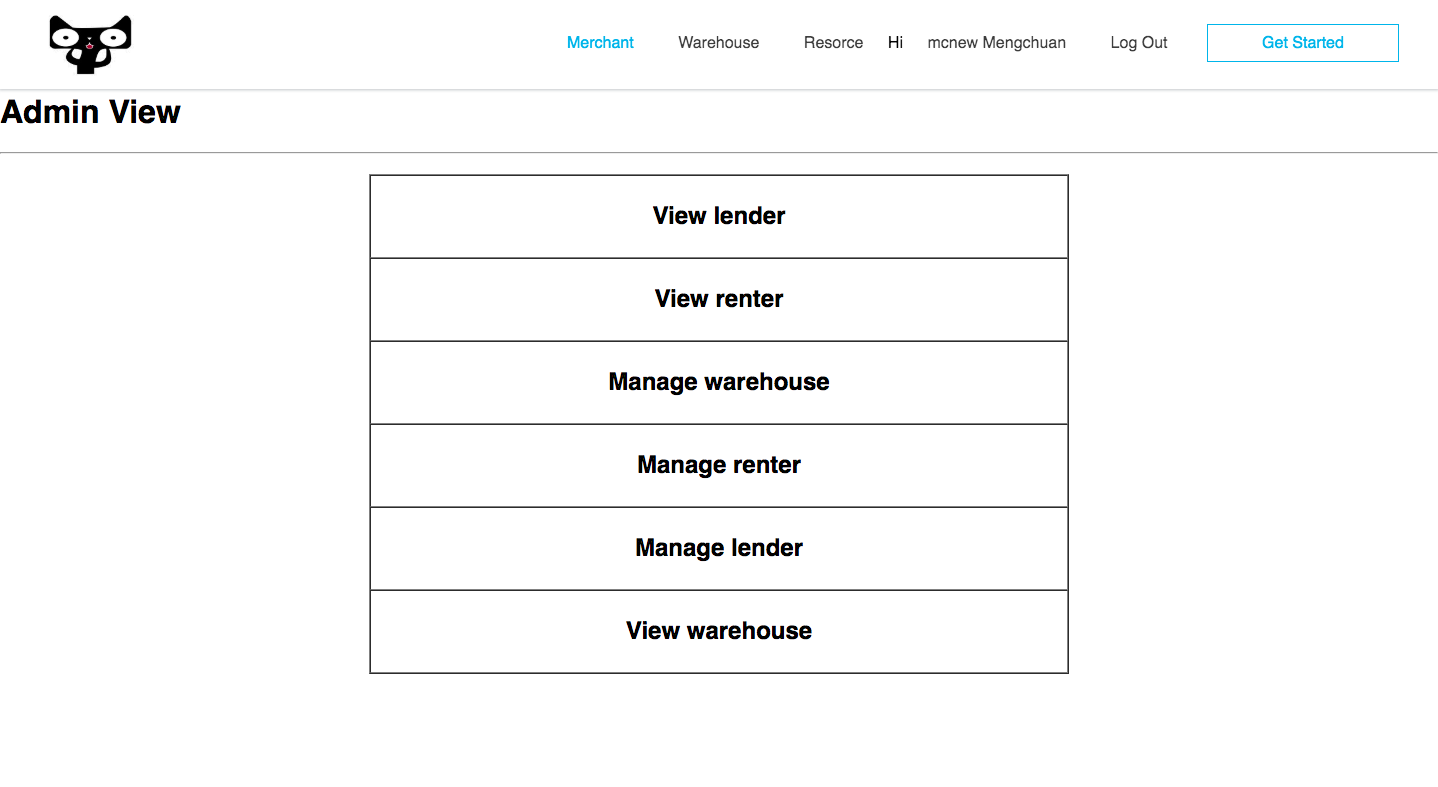 Merchant Warehouse Resorce Hi mcnew Mengchuan Log Out Get Started
Admin View
View lender
View renter
Manage warehouse
Manage renter
Manage lender
View warehouse